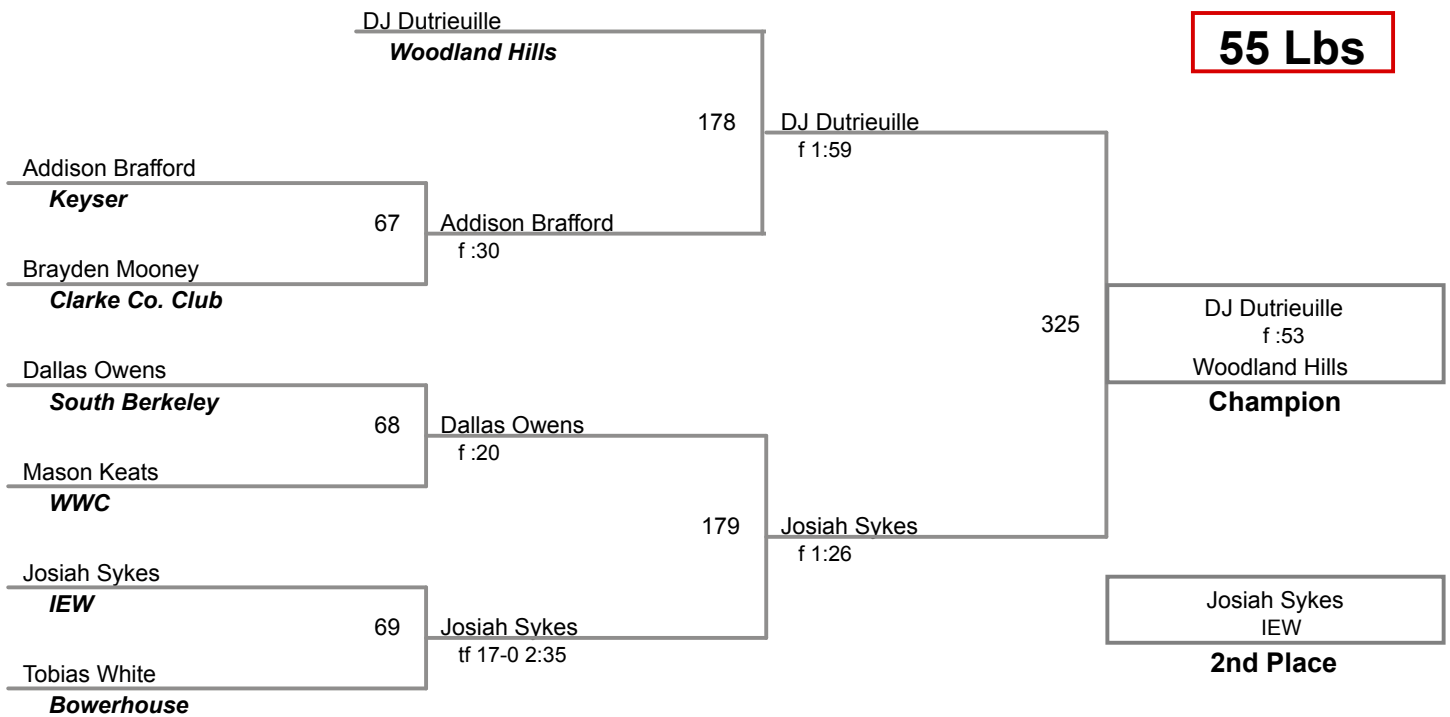 DJ Dutrieuille
Woodland Hills
55 Lbs
178
DJ Dutrieuille
f 1:59
Addison Brafford
Keyser
67
Addison Brafford
f :30
Brayden Mooney
Clarke Co. Club
325
DJ Dutrieuille
f :53
Woodland Hills
Champion
Dallas Owens
South Berkeley
68
Dallas Owens
f :20
Mason Keats
WWC
179
Josiah Sykes
f 1:26
Josiah Sykes
IEW
69
Josiah Sykes
tf 17-0 2:35
Tobias White
Bowerhouse
Josiah Sykes
IEW
2nd Place